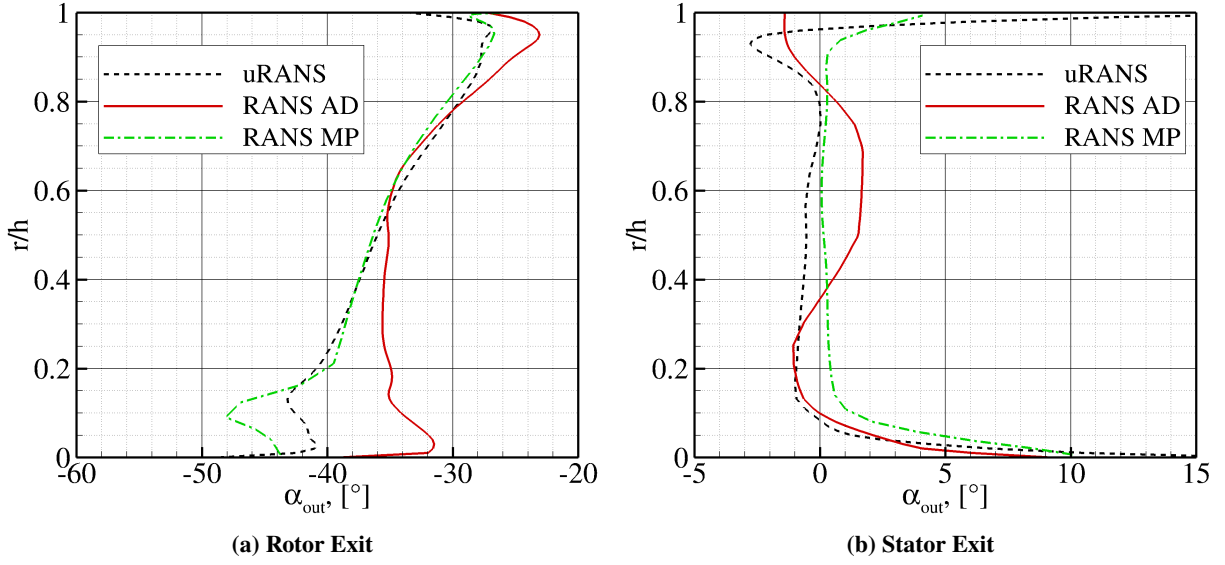 1
0.8
0.6
0.4
0.2
0
r/h
uRANS
RANS AD
RANS MP
-60
-50
-40
-30
-20
α_out, [°]
(a) Rotor Exit
1
0.8
0.6
0.4
0.2
0
r/h
uRANS
RANS AD
RANS MP
-5
0
5
10
15
α_out, [°]
(b) Stator Exit